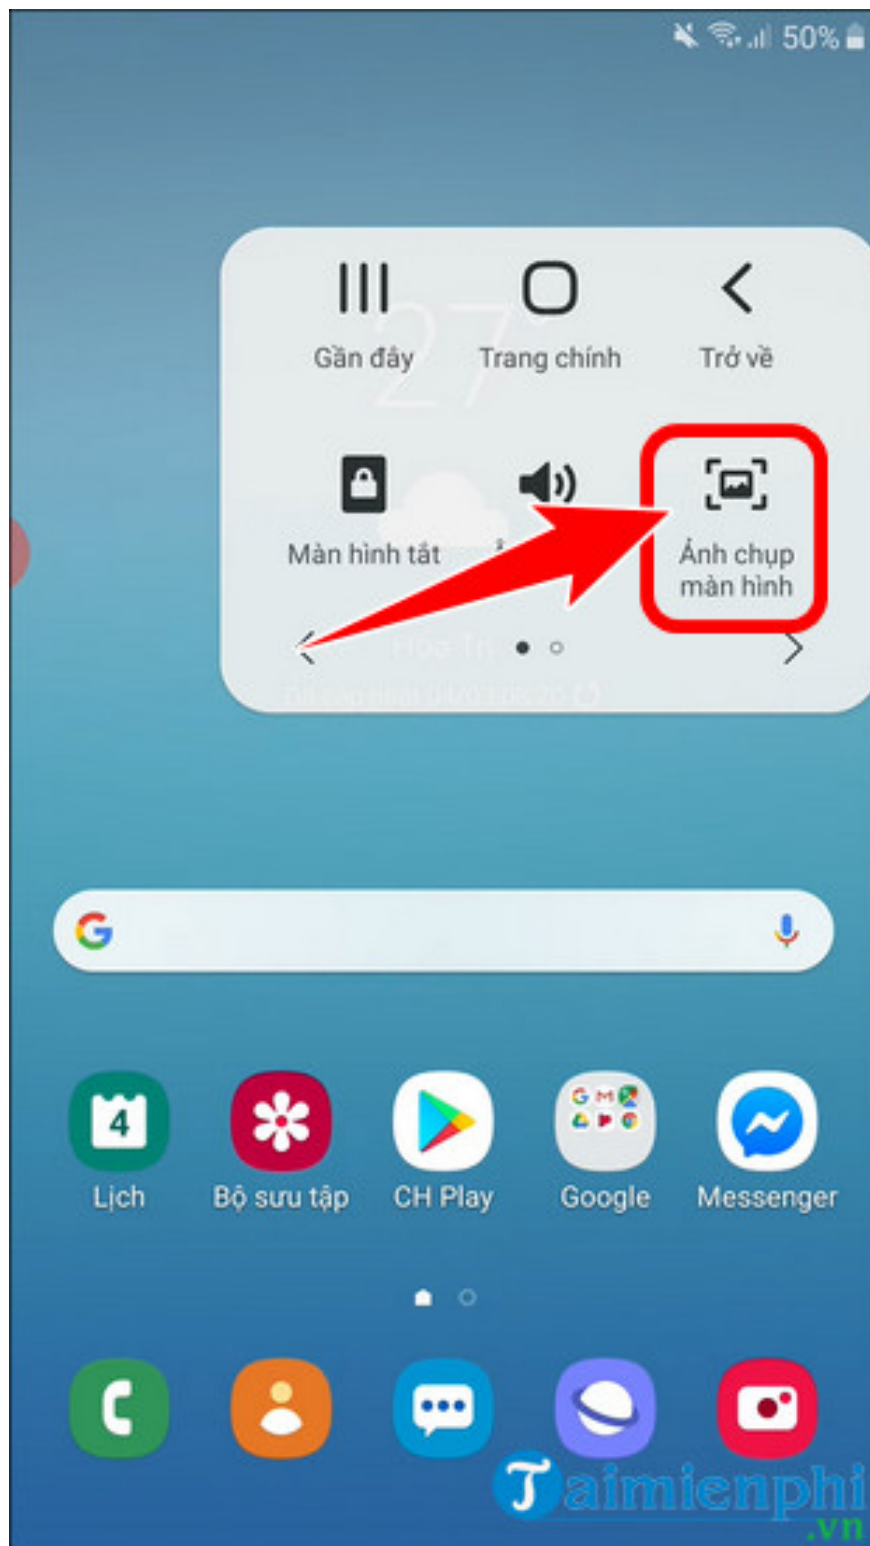 50%
27°
Gần đây
Trang chính
Trở về
Màn hình tắt
Ảnh chụp
màn hình
4
Lịch
Bộ sưu tập
CH Play
Google
Messenger
Taimienphi
.vn